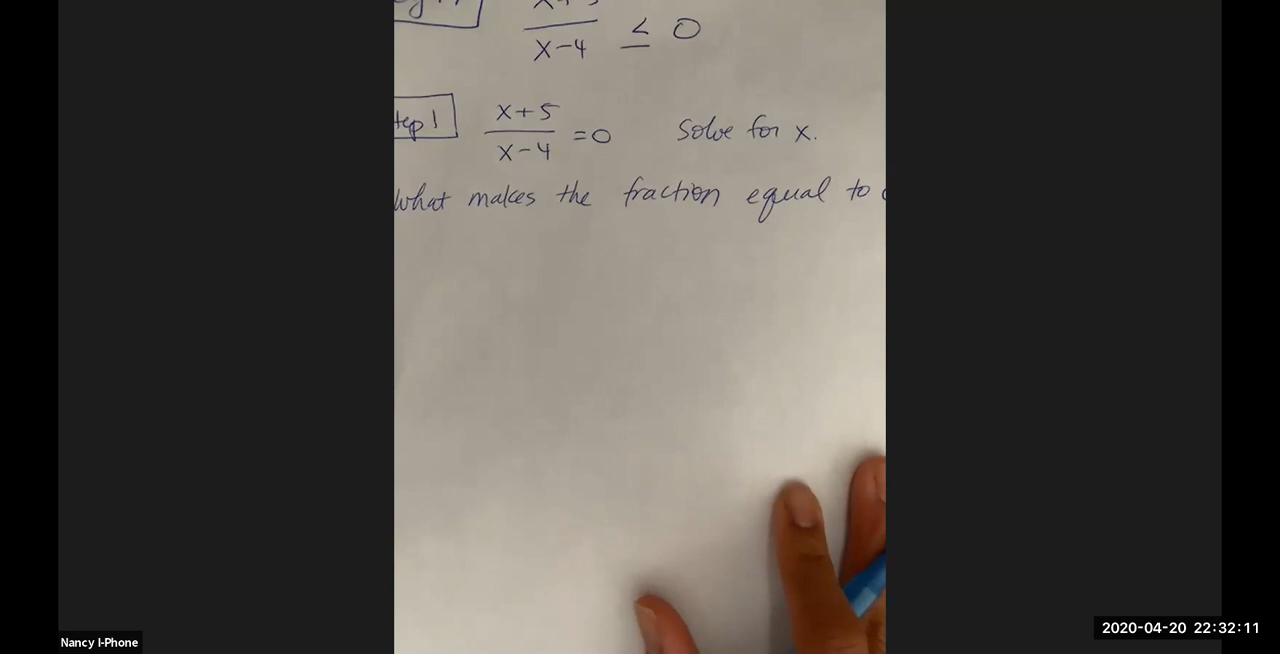 x+5
x-4 ≤ 0
tep 1 x+5
x-4 =0 Solve for x.
What makes the fraction equal to
Nancy I-Phone
2020-04-20 22:32:11